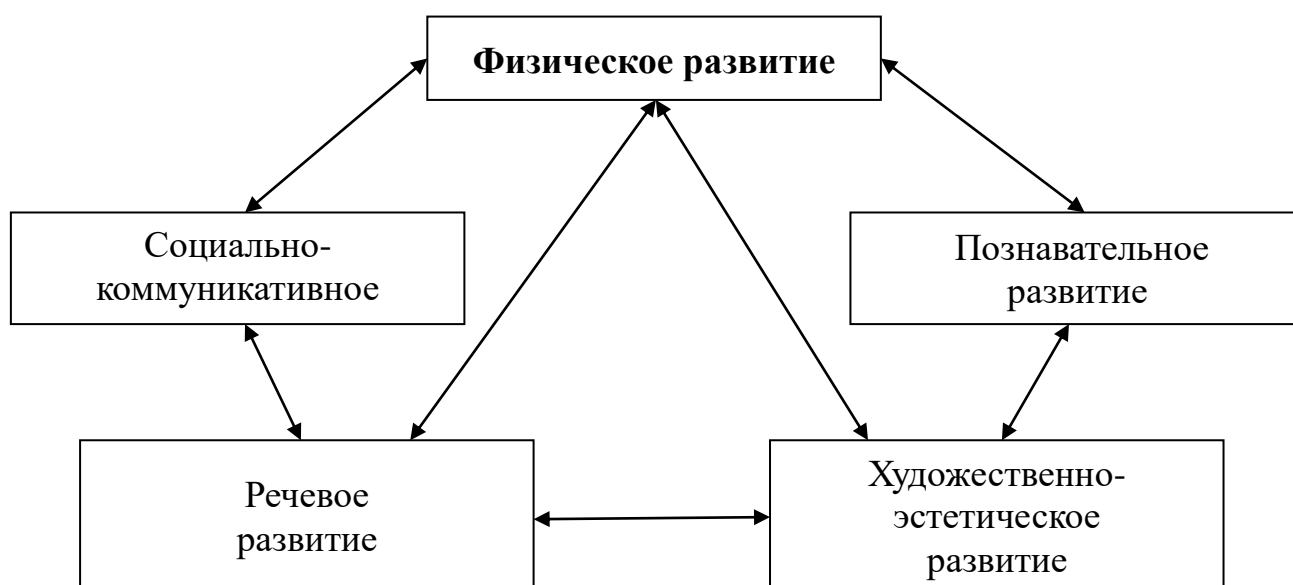 Физическое развитие
Социально-
коммуникативное
Познавательное
развитие
Речевое
развитие
Художественно-
эстетическое
развитие